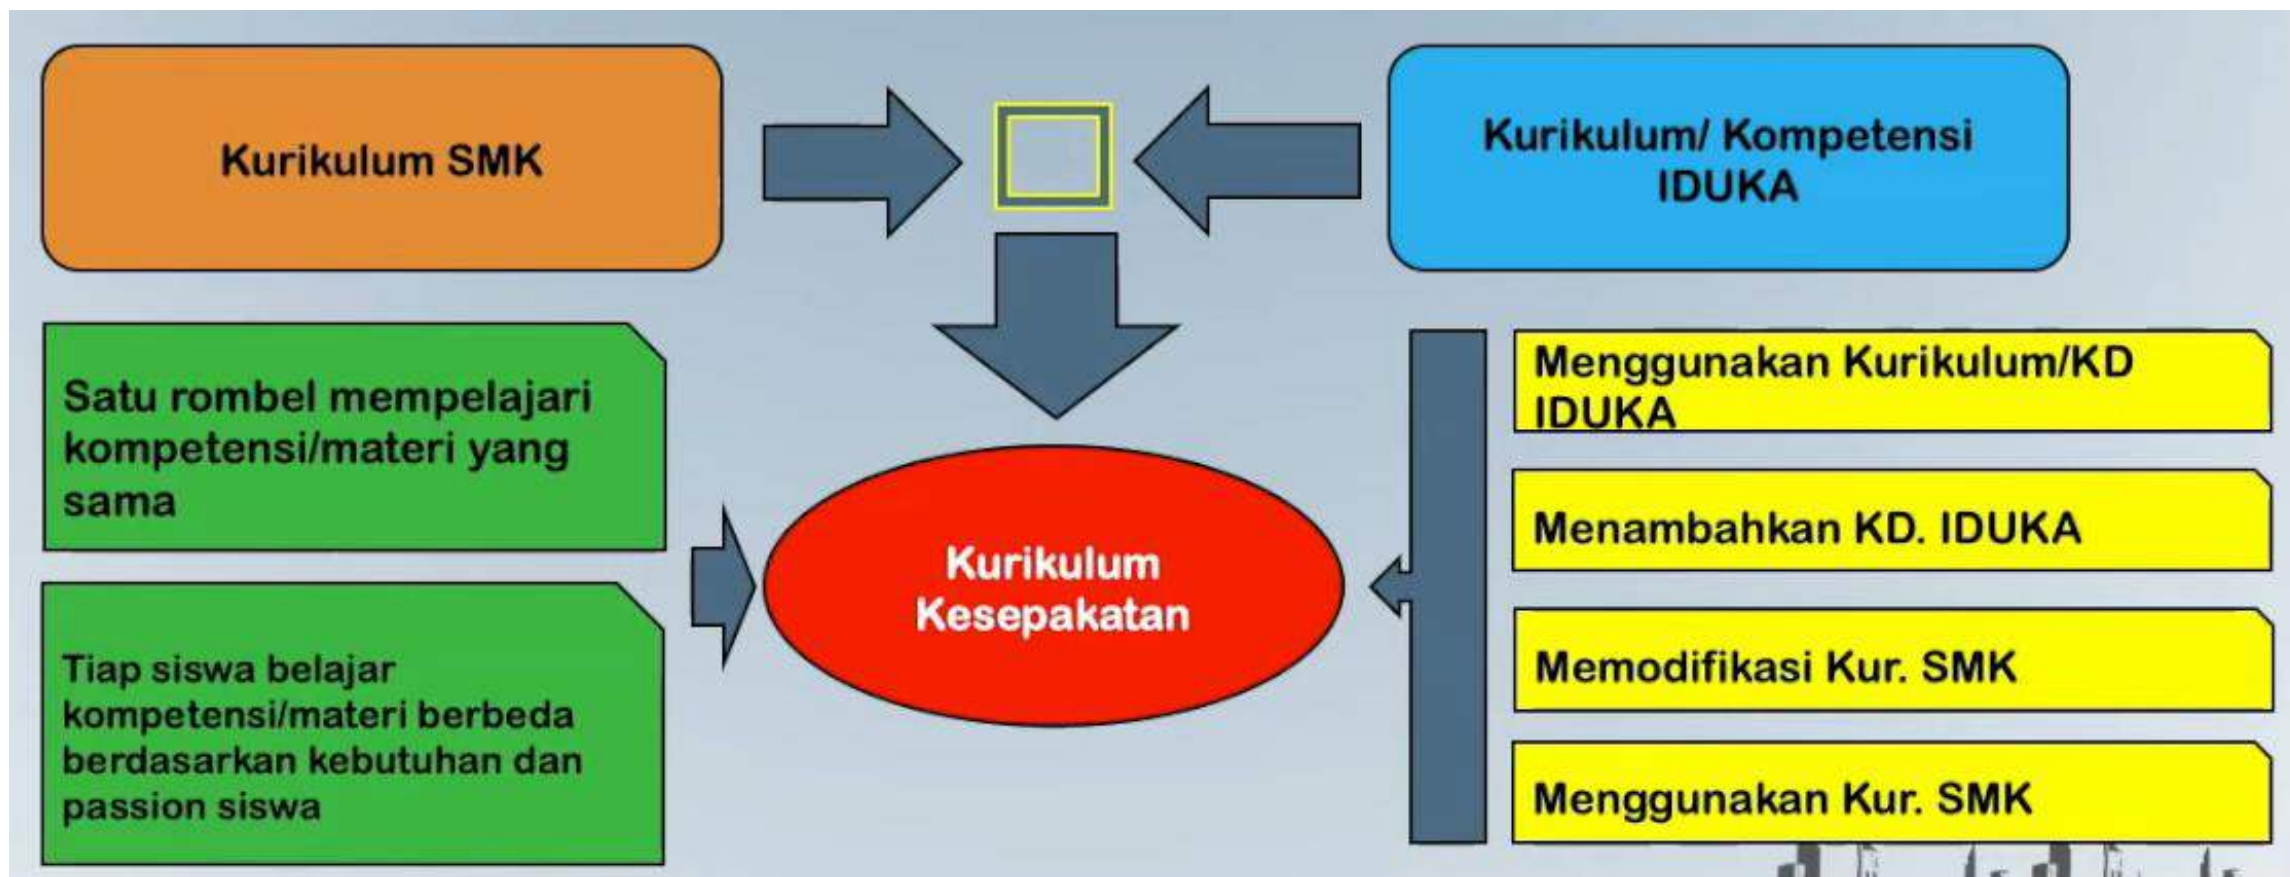 Kurikulum SMK
Kurikulum/ Kompetensi
IDUKA
Satu rombel mempelajari
kompetensi/materi yang
sama
Tiap siswa belajar
kompetensi/materi berbeda
berdasarkan kebutuhan dan
passion siswa
Kurikulum
Kesepakatan
Menggunakan Kurikulum/KD
IDUKA
Menambahkan KD. IDUKA
Memodifikasi Kur. SMK
Menggunakan Kur. SMK